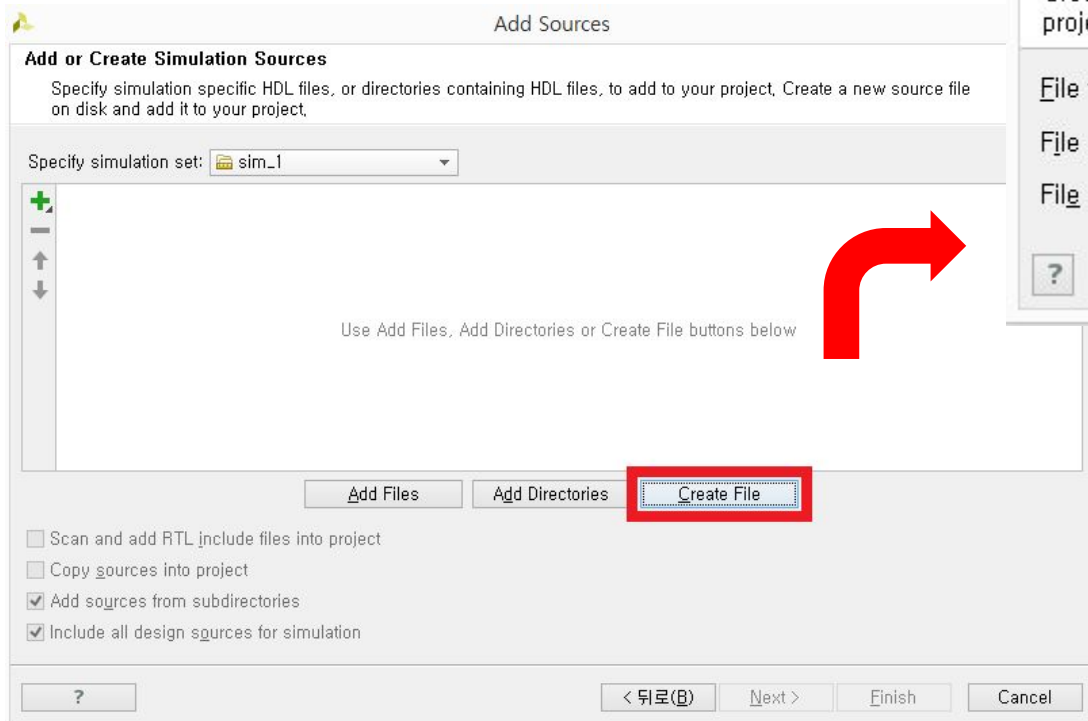 Add Sources
Add or Create Simulation Sources
Specify simulation specific HDL files, or directories containing HDL files, to add to your project, Create a new source file
on disk and add it to your project,
Specify simulation set: sim_1
Use Add Files, Add Directories or Create File buttons below
Add Files Add Directories Create File
Scan and add RTL include files into project
Copy sources into project
Add sources from subdirectories
Include all design sources for simulation
? < 뒤로(B) Next > Finish Cancel
File
File
File
?